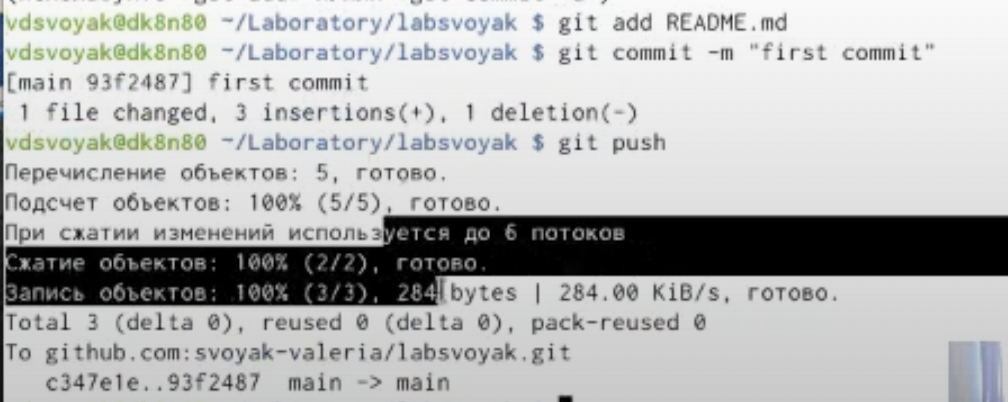 vdsvoyak@dk8n80 ~/Laboratory/labsvoyak $ git add README.md
vdsvoyak@dk8n80 ~/Laboratory/labsvoyak $ git commit -m "first commit"
[main 93f2487] first commit
 1 file changed, 3 insertions(+), 1 deletion(-)
vdsvoyak@dk8n80 ~/Laboratory/labsvoyak $ git push
Перечисление объектов: 5, готово.
Подсчет объектов: 100% (5/5), готово.
При сжатии изменений используется до 6 потоков
Сжатие объектов: 100% (2/2), готово.
Запись объектов: 100% (3/3), 284 bytes | 284.00 KiB/s, готово.
Total 3 (delta 0), reused 0 (delta 0), pack-reused 0
To github.com:svoyak-valeria/labsvoyak.git
   c347e1e..93f2487  main -> main